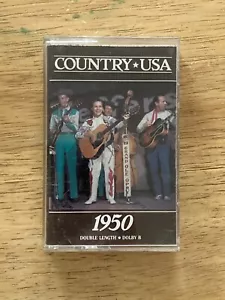 COUNTRY★USA
1950
DOUBLE LENGTH ★ DOLBY B